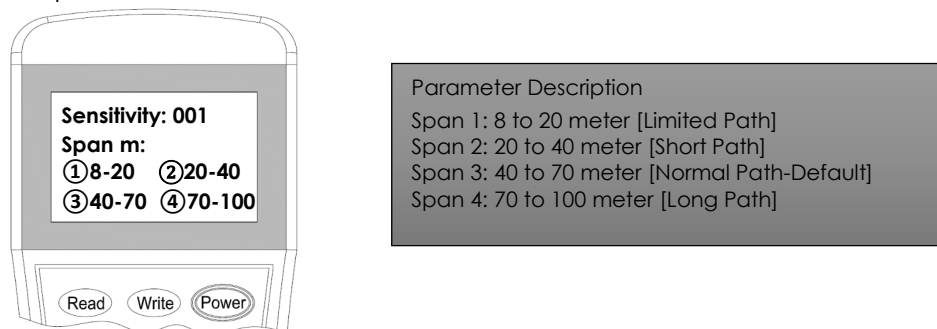 Sensitivity: 001
Span m:
①8-20 ②20-40
③40-70 ④70-100
Read Write Power
Parameter Description
Span 1: 8 to 20 meter [Limited Path]
Span 2: 20 to 40 meter [Short Path]
Span 3: 40 to 70 meter [Normal Path-Default]
Span 4: 70 to 100 meter [Long Path]